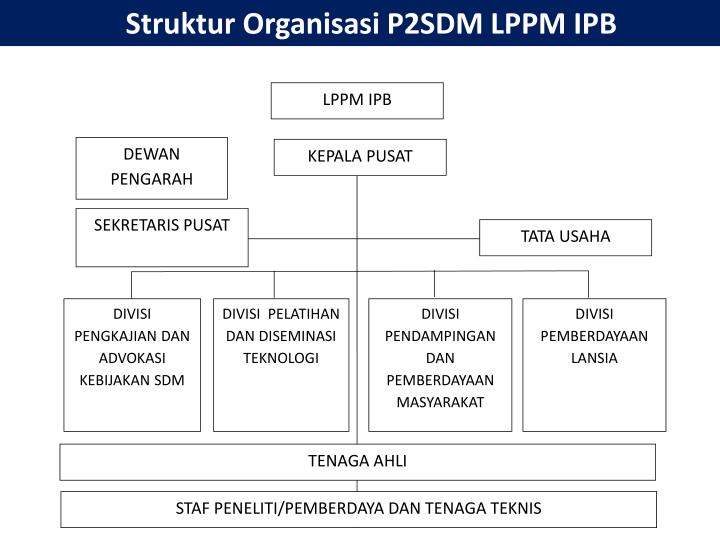 Struktur Organisasi P2SDM LPPM IPB
LPPM IPB
DEWAN
PENGARAH
KEPALA PUSAT
SEKRETARIS PUSAT
TATA USAHA
DIVISI
PENGKAJIAN DAN
ADVOKASI
KEBIJAKAN SDM
DIVISI PELATIHAN
DAN DISEMINASI
TEKNOLOGI
DIVISI
PENDAMPINGAN
DAN
PEMBERDAYAAN
MASYARAKAT
DIVISI
PEMBERDAYAAN
LANSIA
TENAGA AHLI
STAF PENELITI/PEMBERDAYA DAN TENAGA TEKNIS